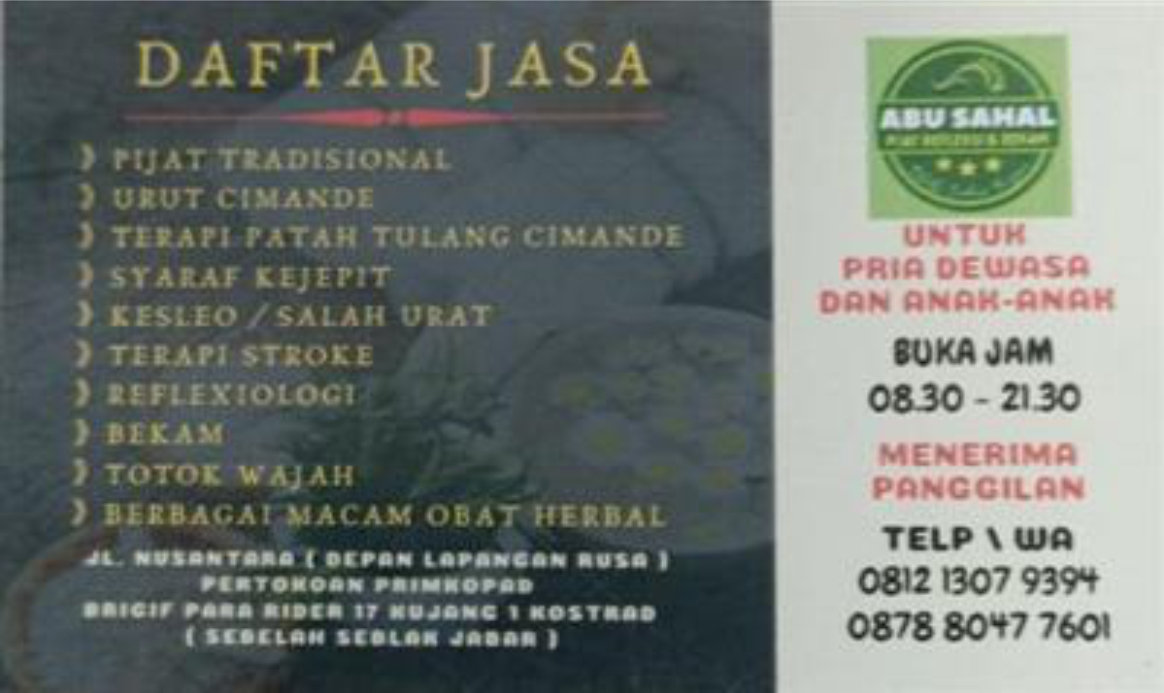 DAFTAR JASA
PIJAT TRADISIONAL
URUT CIMANDE
TERAPI PATAH TULANG CIMANDE
SYARAF KEJEPIT
KESLEO / SALAH URAT
TERAPI STROKE
REFLEXIOLOGI
BEKAM
TOTOK WAJAH
BERBAGAI MACAM OBAT HERBAL
JL. NUSANTARA ( DEPAN LAPANGAN RUSA )
PERTOKOAN PRIMKOPAD
BRIGIF PARA RIDER 17 KUJANG 1 KOSTRAD
( SEBELAH SEBLAK JABAR )
ABU SAHAL
UNTUK
PRIA DEWASA
DAN ANAK-ANAK
BUKA JAM
08.30 - 21.30
MENERIMA
PANGGILAN
TELP \ WA
0812 1307 9394
0878 8047 7601